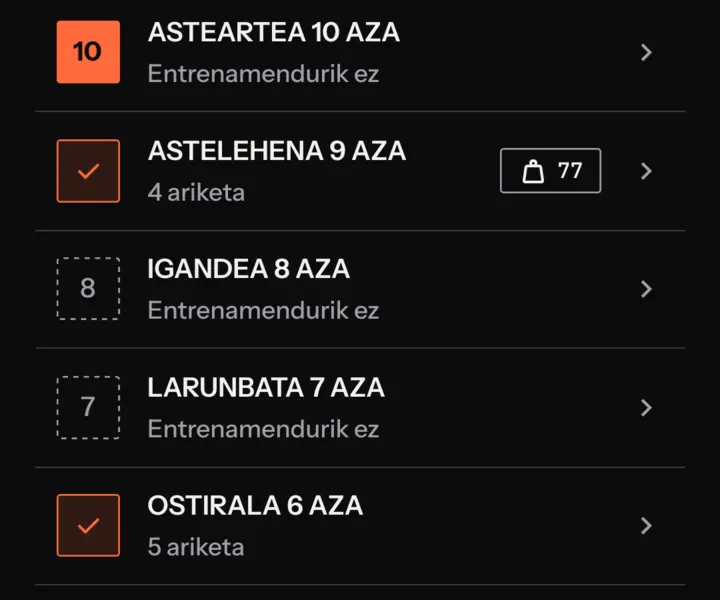 10
ASTEARTEA 10 AZA
Entrenamendurik ez
ASTELEHENA 9 AZA
4 ariketa
77
8
IGANDEA 8 AZA
Entrenamendurik ez
7
LARUNBATA 7 AZA
Entrenamendurik ez
OSTIRALA 6 AZA
5 ariketa